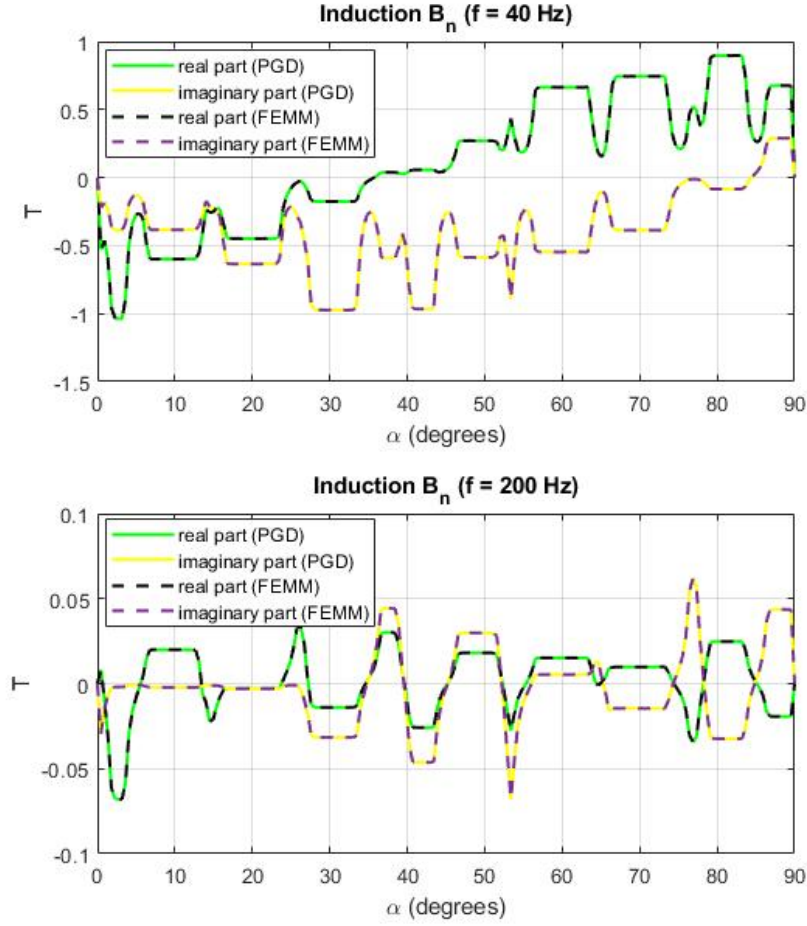 Induction B_n (f = 40 Hz)
real part (PGD)
imaginary part (PGD)
real part (FEMM)
imaginary part (FEMM)
1
0.5
0
-0.5
-1
-1.5
T
0 10 20 30 40 50 60 70 80 90
α (degrees)
Induction B_n (f = 200 Hz)
real part (PGD)
imaginary part (PGD)
real part (FEMM)
imaginary part (FEMM)
0.1
0.05
0
-0.05
-0.1
T
0 10 20 30 40 50 60 70 80 90
α (degrees)